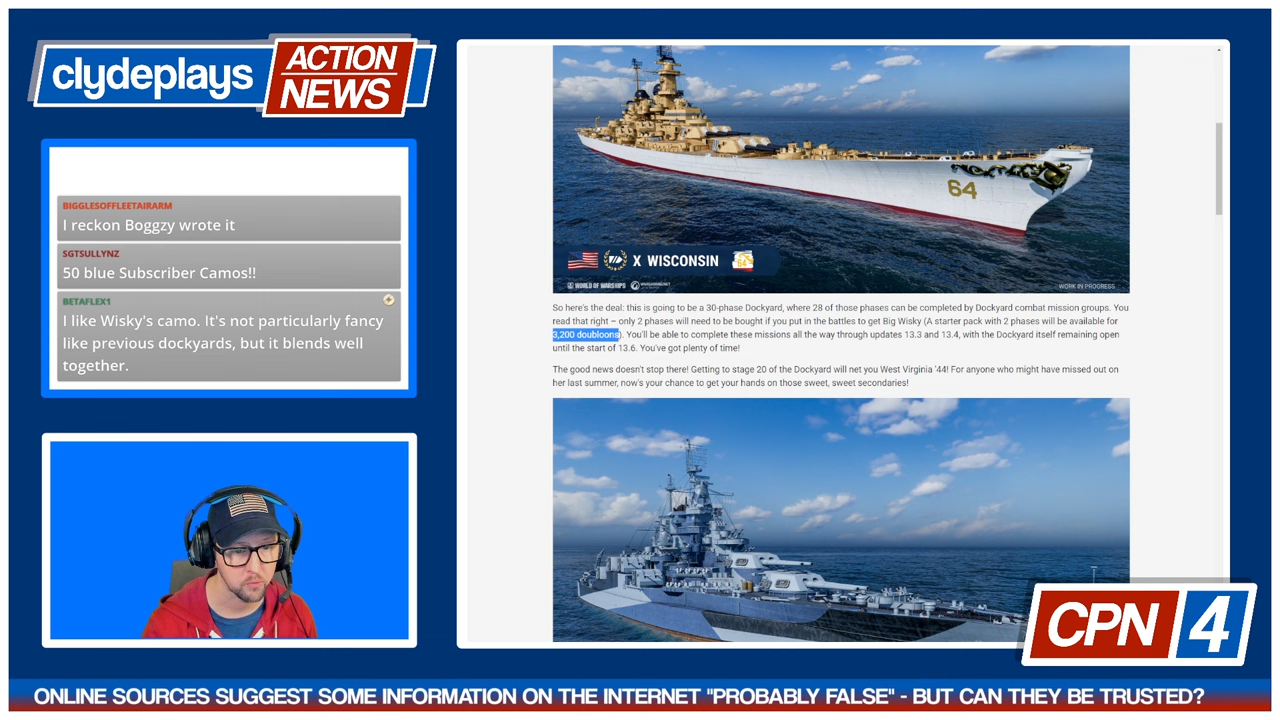 clydeplays
ACTION
NEWS
BIGGLESOFFLEETAIRARM
I reckon Boggzy wrote it
SGTSULLYNZ
50 blue Subscriber Camos!!
BETAFLEX1
I like Wisky's camo. It's not particularly fancy
like previous dockyards, but it blends well
together.
64
X WISCONSIN
64
WORLD OF WARSHIPS
WARGAMING.NET
WORK IN PROGRESS
So here's the deal: this is going to be a 30-phase Dockyard, where 28 of those phases can be completed by Dockyard combat mission groups. You
read that right – only 2 phases will need to be bought if you put in the battles to get Big Wisky (A starter pack with 2 phases will be available for
3,200 doubloons). You'll be able to complete these missions all the way through updates 13.3 and 13.4, with the Dockyard itself remaining open
until the start of 13.6. You've got plenty of time!
The good news doesn't stop there! Getting to stage 20 of the Dockyard will net you West Virginia '44! For anyone who might have missed out on
her last summer, now's your chance to get your hands on those sweet, sweet secondaries!
CPN 4
ONLINE SOURCES SUGGEST SOME INFORMATION ON THE INTERNET "PROBABLY FALSE" - BUT CAN THEY BE TRUSTED?